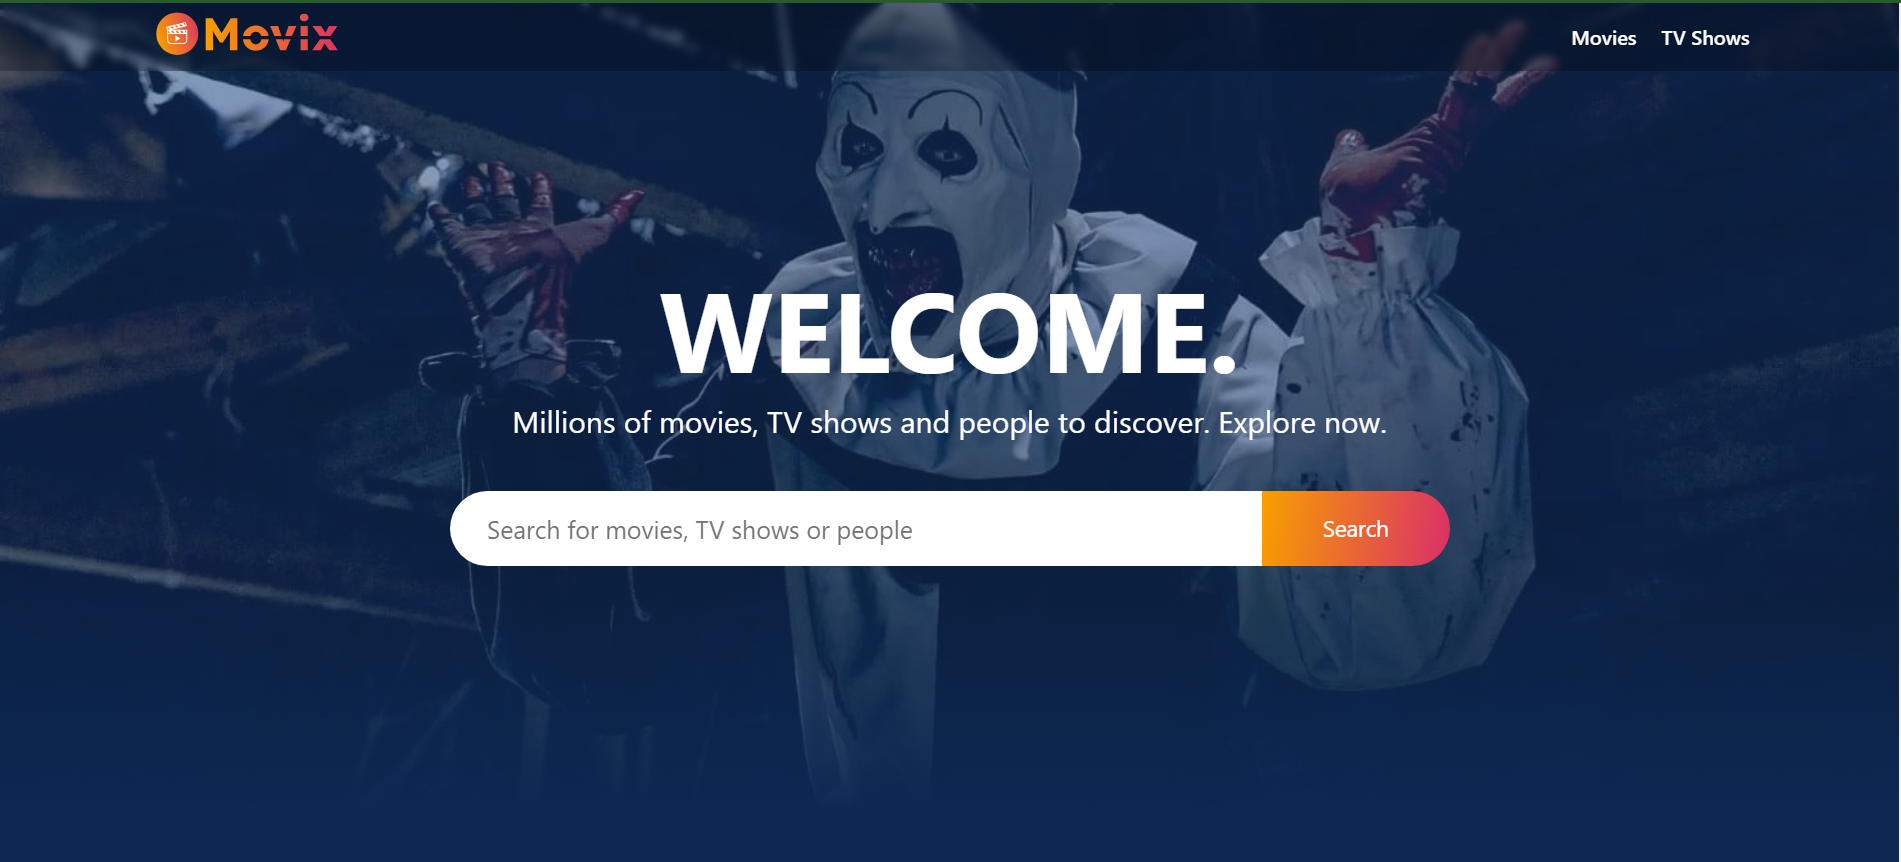 Movix
Movies TV Shows
WELCOME.
Millions of movies, TV shows and people to discover. Explore now.
Search for movies, TV shows or people
Search